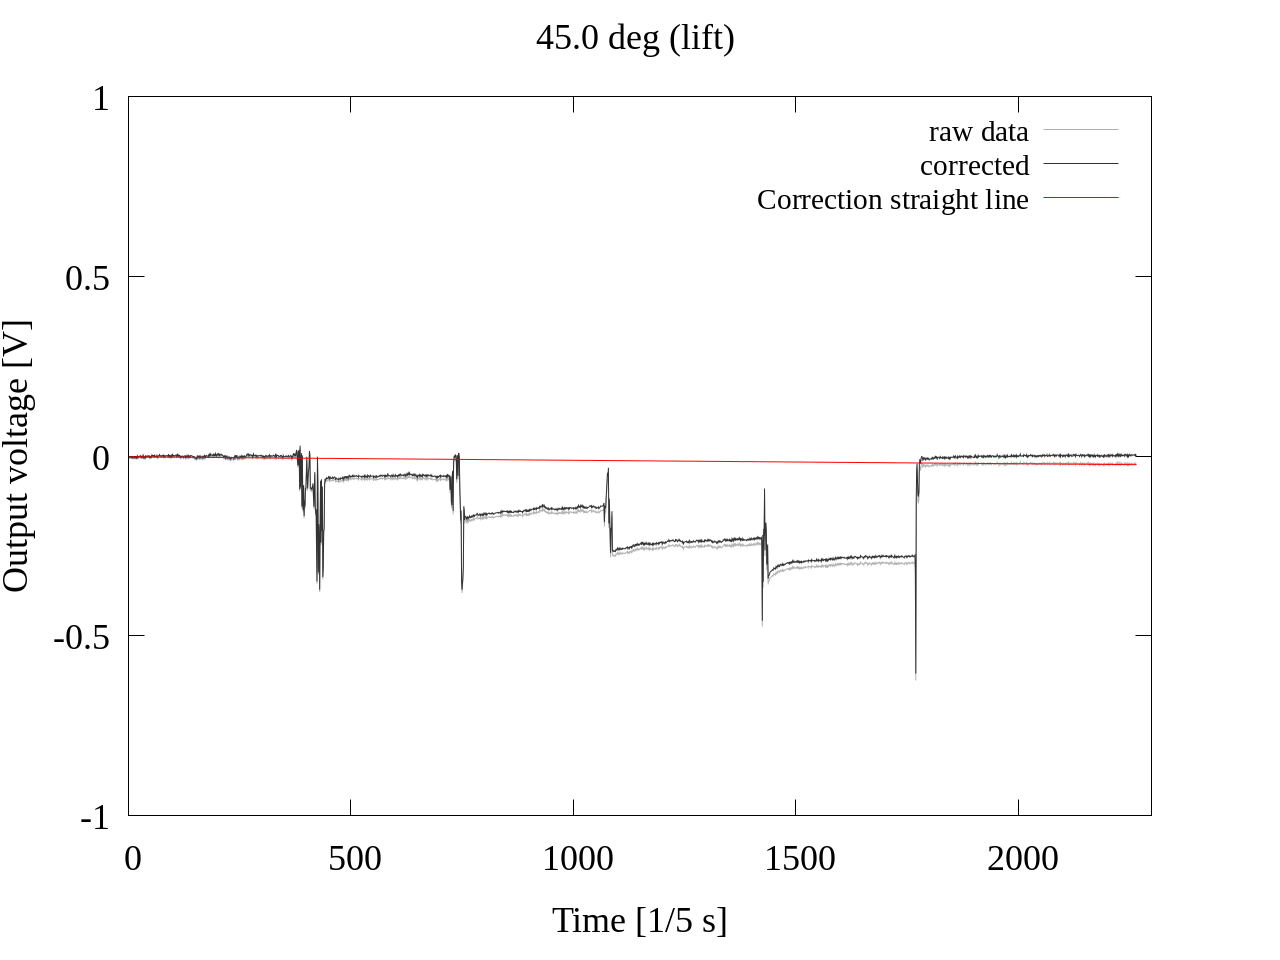 45.0 deg (lift)
1
0.5
0
-0.5
-1
Output voltage [V]
raw data
corrected
Correction straight line
0 500 1000 1500 2000
Time [1/5 s]